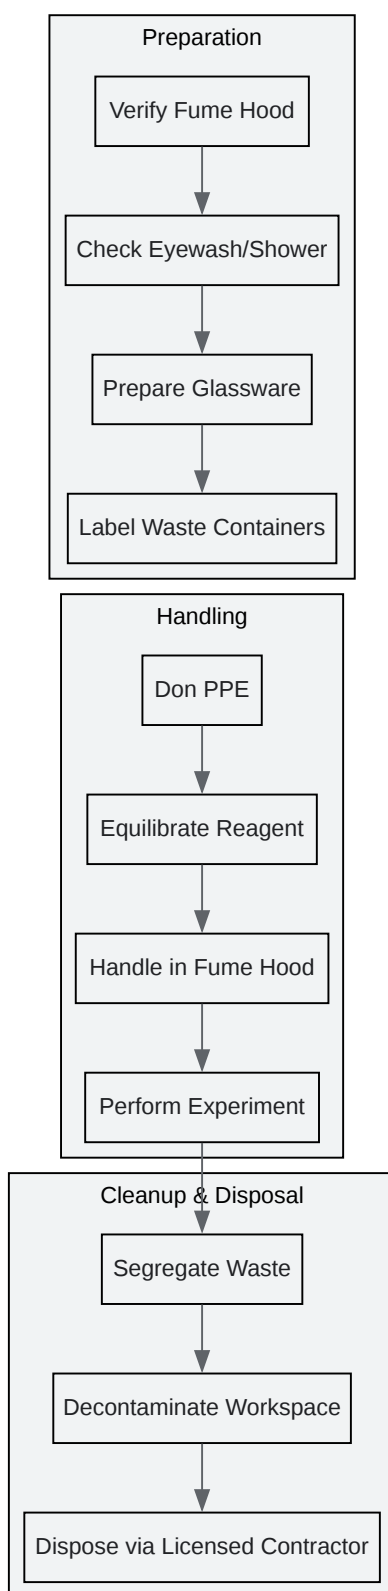 Preparation
Verify Fume Hood
Check Eyewash/Shower
Prepare Glassware
Label Waste Containers
Handling
Don PPE
Equilibrate Reagent
Handle in Fume Hood
Perform Experiment
Cleanup & Disposal
Segregate Waste
Decontaminate Workspace
Dispose via Licensed Contractor